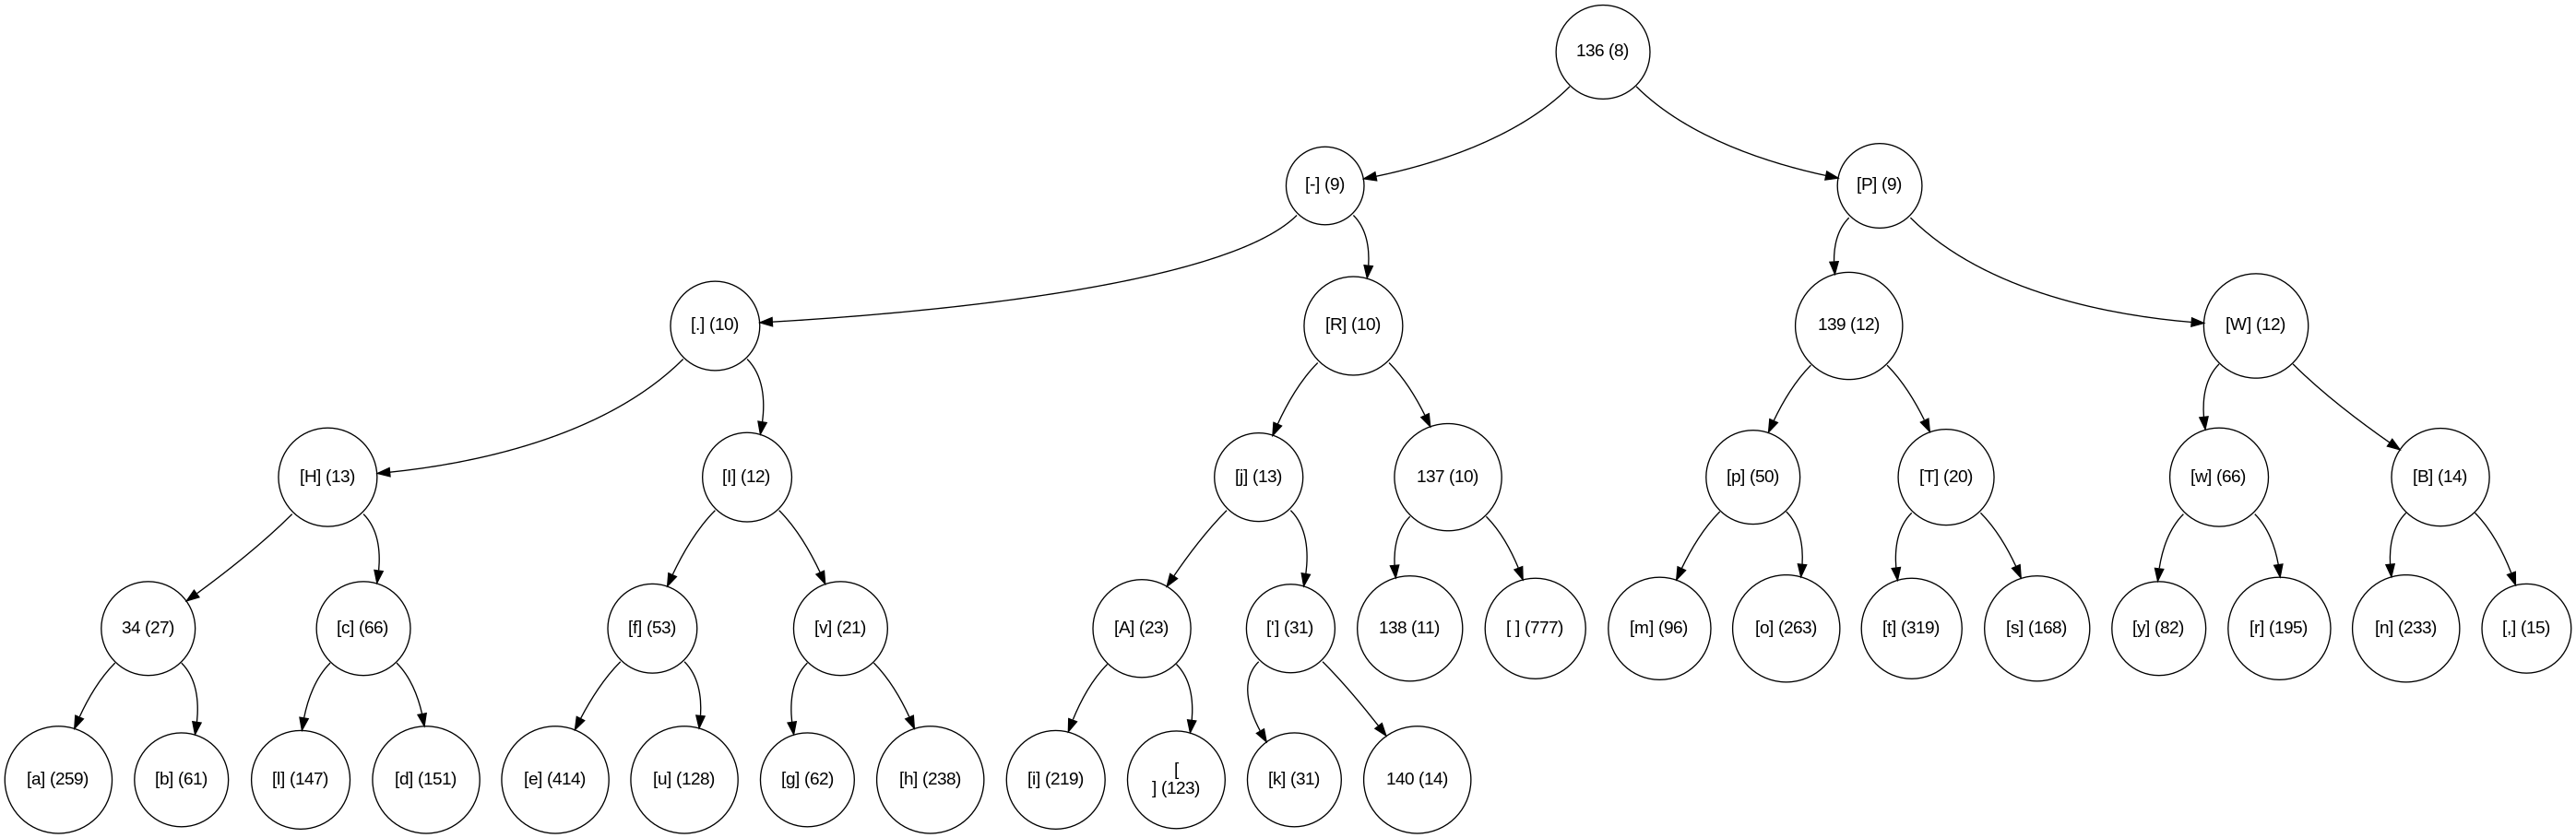 136 (8)
[-] (9)
[P] (9)
[.] (10)
[R] (10)
139 (12)
[W] (12)
[H] (13)
[I] (12)
[j] (13)
137 (10)
[p] (50)
[T] (20)
[w] (66)
[B] (14)
34 (27)
[c] (66)
[f] (53)
[v] (21)
[A] (23)
['] (31)
138 (11)
[ ] (777)
[m] (96)
[o] (263)
[t] (319)
[s] (168)
[y] (82)
[r] (195)
[n] (233)
[,] (15)
[a] (259)
[b] (61)
[l] (147)
[d] (151)
[e] (414)
[u] (128)
[g] (62)
[h] (238)
[i] (219)
[
] (123)
[k] (31)
140 (14)